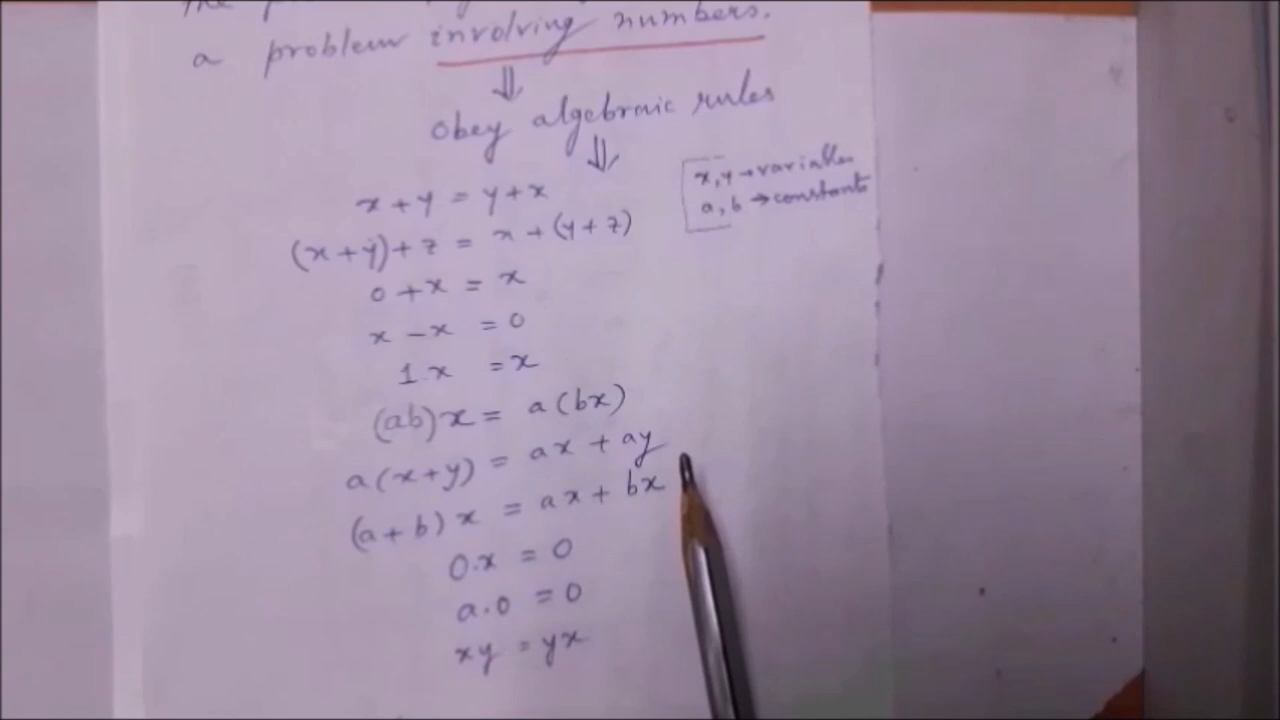 a problem involving numbers.
⇓
Obey algebraic rules
⇓
x, y → variables
a, b → constants
x + y = y + x
(x + y) + z = x + (y + z)
0 + x = x
x - x = 0
1.x = x
(ab)x = a(bx)
a(x+y) = ax + ay
(a+b) x = ax + bx
0.x = 0
a.0 = 0
xy = yx